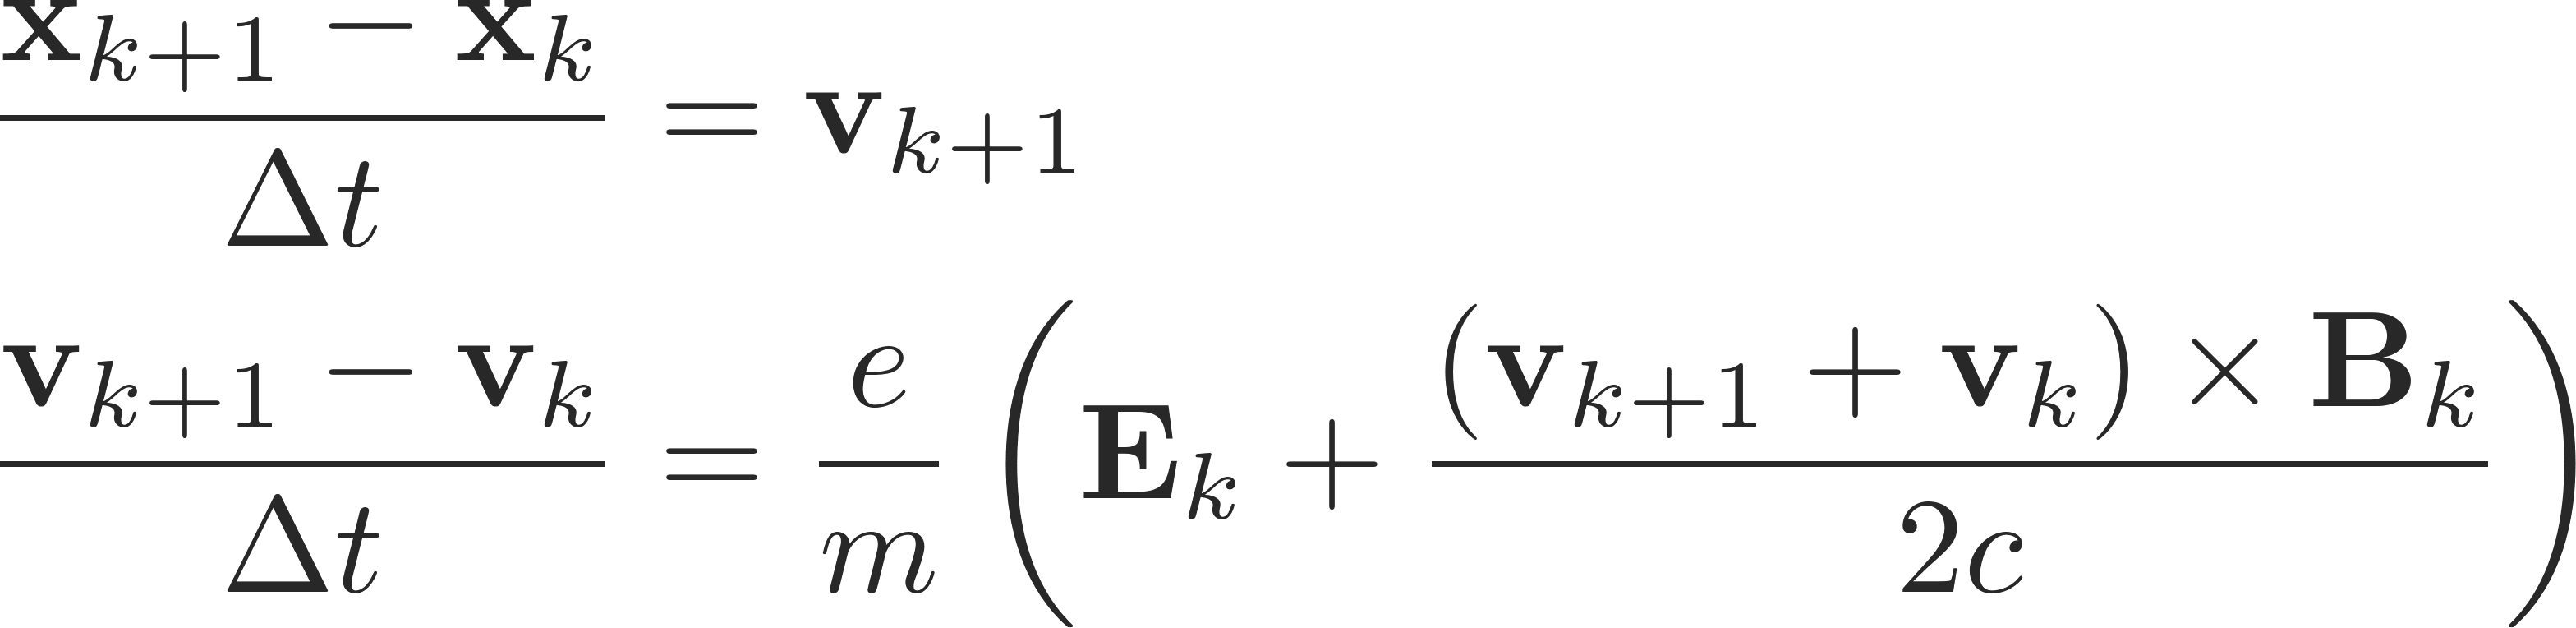 \frac{\mathbf{x}_{k+1} - \mathbf{x}_k}{\Delta t} = \mathbf{v}_{k+1}
\frac{\mathbf{v}_{k+1} - \mathbf{v}_k}{\Delta t} = \frac{e}{m} \left( \mathbf{E}_k + \frac{(\mathbf{v}_{k+1} + \mathbf{v}_k) \times \mathbf{B}_k}{2c} \right)